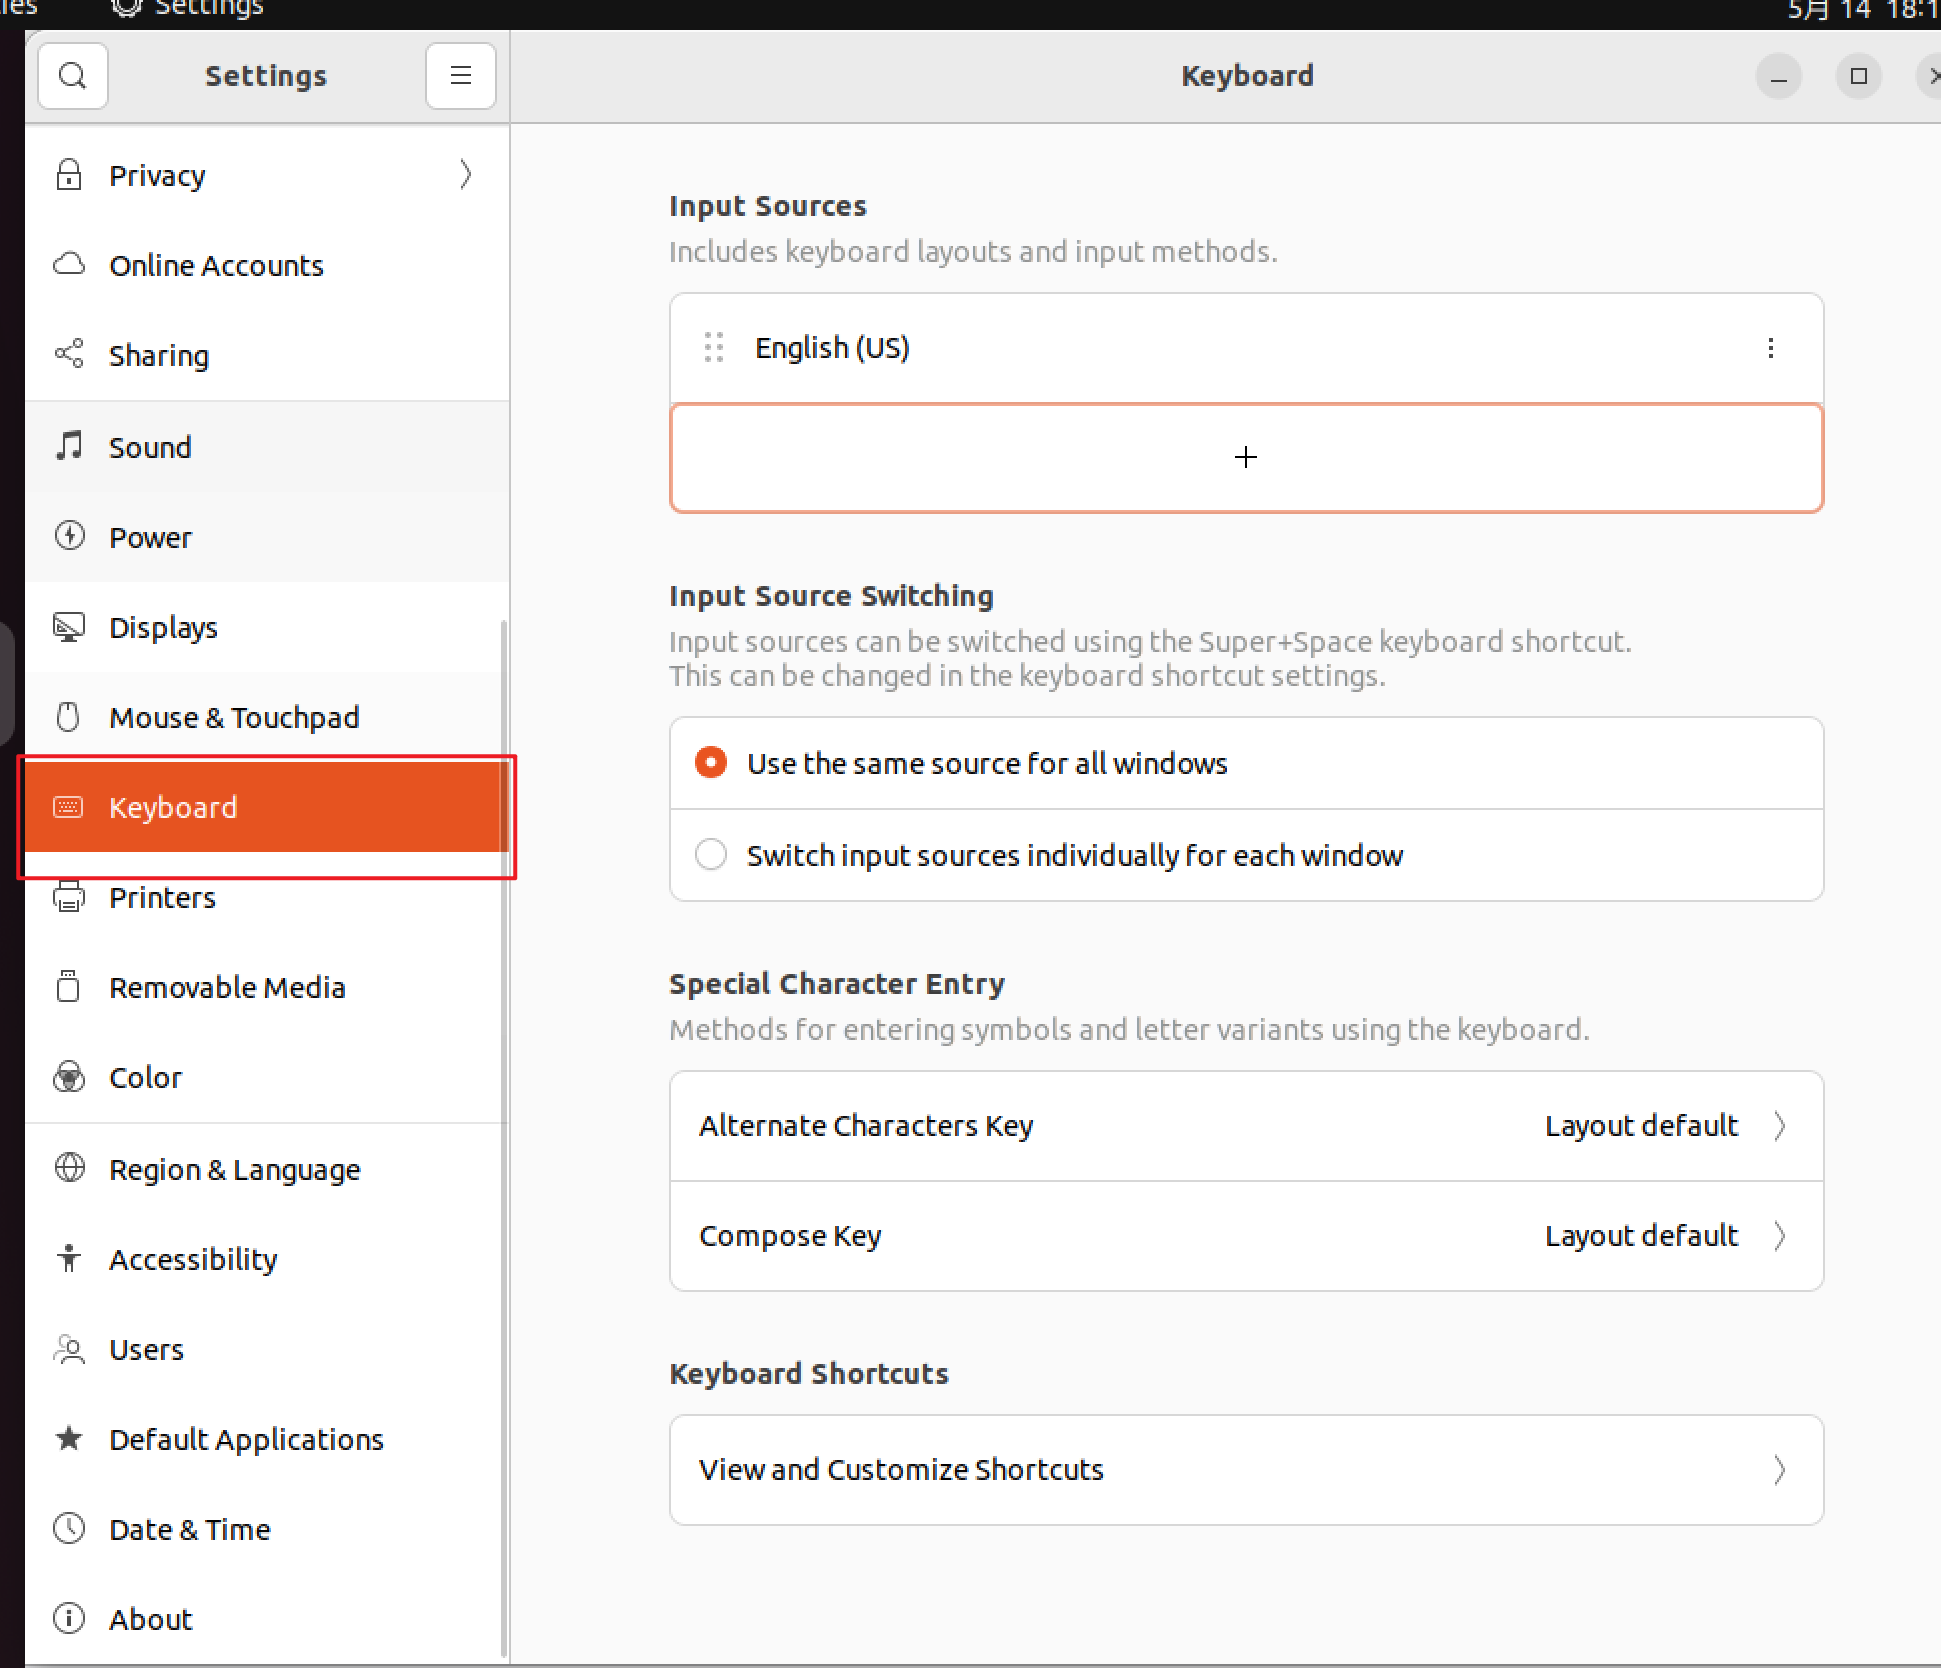 Settings
5月 14
Settings
Keyboard
Privacy
Online Accounts
Sharing
Sound
Power
Displays
Mouse & Touchpad
Keyboard
Printers
Removable Media
Color
Region & Language
Accessibility
Users
Default Applications
Date & Time
About
Input Sources
Includes keyboard layouts and input methods.
English (US)
Input Source Switching
Input sources can be switched using the Super+Space keyboard shortcut.
This can be changed in the keyboard shortcut settings.
Use the same source for all windows
Switch input sources individually for each window
Special Character Entry
Methods for entering symbols and letter variants using the keyboard.
Alternate Characters Key Layout default
Compose Key Layout default
Keyboard Shortcuts
View and Customize Shortcuts